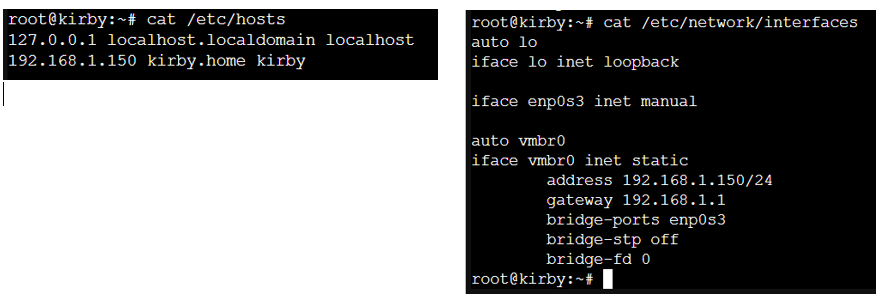 root@kirby:~# cat /etc/hosts
127.0.0.1 localhost.localdomain localhost
192.168.1.150 kirby.home kirby
root@kirby:~# cat /etc/network/interfaces
auto lo
iface lo inet loopback
iface enp0s3 inet manual
auto vmbr0
iface vmbr0 inet static
address 192.168.1.150/24
gateway 192.168.1.1
bridge-ports enp0s3
bridge-stp off
bridge-fd 0
root@kirby:~#